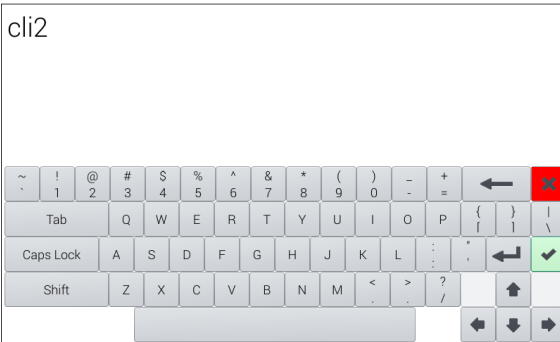 cli2
~ ! @ # $ % ^ & * ( ) _ +
` 1 2 3 4 5 6 7 8 9 0 - =
Tab Q W E R T Y U I O P { } |
[ ] \
Caps Lock A S D F G H J K L : "
; '
Shift Z X C V B N M < > ?
, . /